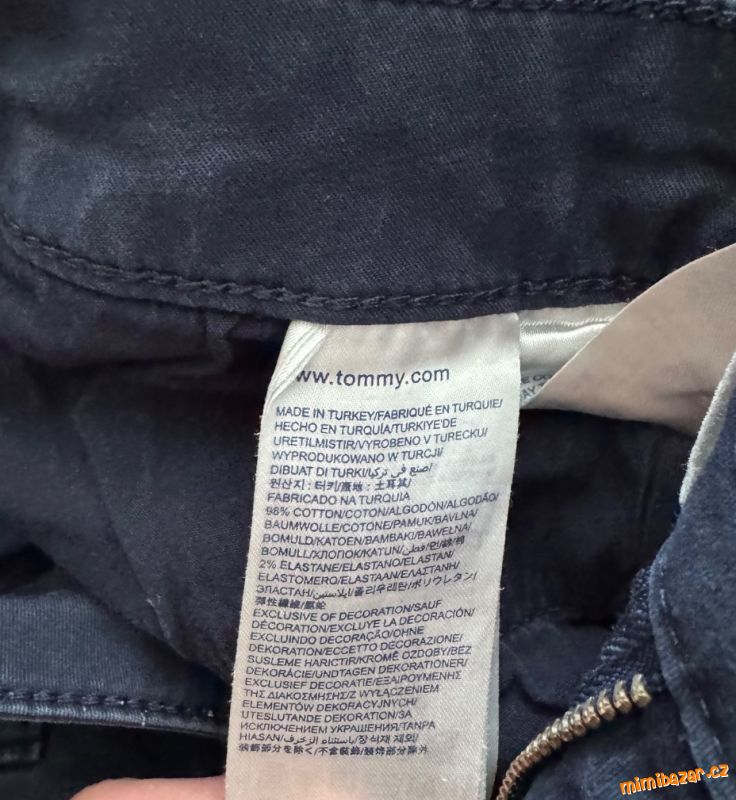 ww.tommy.com
MADE IN TURKEY/FABRIQUÉ EN TURQUIE/
HECHO EN TURQUÍA/TURKIYE'DE
URETILMISTIR/VYROBENO V TURECKU/
WYPRODUKOWANO W TURCJI/
DIBUAT DI TURKI/صنع في تركيا/
원산지 : 터키/產地 : 土耳其/
FABRICADO NA TURQUIA
98% COTTON/COTON/ALGODÓN/ALGODÃO/
BAUMWOLLE/COTONE/PAMUK/BAVLNA/
BOMULD/KATOEN/BAMBAKI/BAWEŁNA/
BOMULL/ХЛОПОК/KATUN/قطن/면/綿/棉
2% ELASTANE/ELASTANO/ELASTAN/
ELASTOMERO/ELASTAAN/ΕΛΑΣΤΑΝΗ/
ЭЛАСТАН/ايلاستين/폴리우레탄/ポリウレタン/
彈性纖維/
EXCLUSIVE OF DECORATION/SAUF
DÉCORATION/EXCLUYE LA DECORACIÓN/
EXCLUINDO DECORAÇÃO/OHNE
DEKORATION/ECCETTO DECORAZIONE/
SUSLEME HARICTIR/KROMĚ OZDOBY/BEZ
DEKORÁCIE/UNDTAGEN DEKORATIONER/
EXCLUSIEF DECORATIE/ΕΞΑΙΡΟΥΜΕΝΗΣ
ΤΗΣ ΔΙΑΚΟΣΜΗΣΗΣ/Z WYŁĄCZENIEM
ELEMENTÓW DEKORACYJNYCH/
UTESLUTANDE DEKORATION/ЗА
ИСКЛЮЧЕНИЕМ УКРАШЕНИЯ/TANPA
HIASAN/باستثناء الزخرف/장식재 제외/
装飾部分を除く/不含裝飾/装饰部分除外
mimibazar.cz